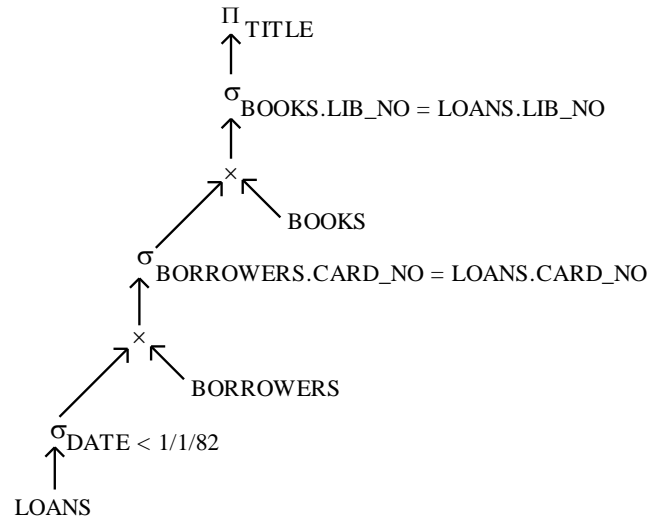 Π TITLE
σ BOOKS.LIB_NO = LOANS.LIB_NO
×
BOOKS
σ BORROWERS.CARD_NO = LOANS.CARD_NO
×
BORROWERS
σ DATE < 1/1/82
LOANS